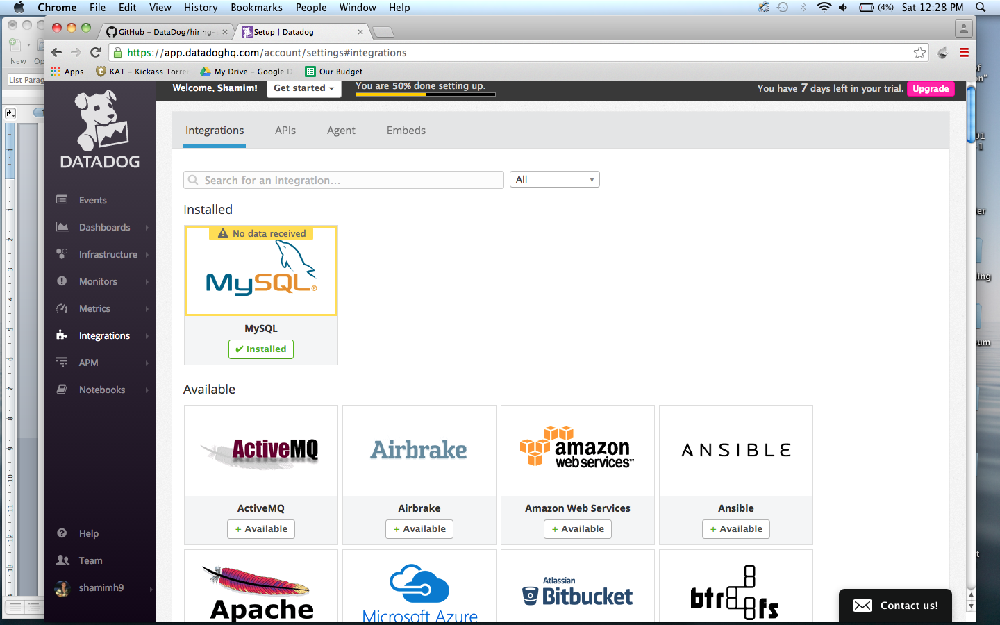 Chrome File Edit View History Bookmarks People Window Help (4%) Sat 12:28 PM
GitHub – DataDog/hiring- Setup | Datadog
https://app.datadoghq.com/account/settings#integrations
New
Apps KAT – Kickass Torre My Drive – Google D Our Budget
List Parag
Welcome, Shamim! Get started You are 50% done setting up. You have 7 days left in your trial. Upgrade
DATADOG
Events
Dashboards
Infrastructure
Monitors
Metrics
Integrations
APM
Notebooks
Help
Team
shamimh9
Integrations APIs Agent Embeds
Search for an integration... All
Installed
No data received
MySQL®
MySQL
✔ Installed
Available
ActiveMQ Airbrake amazon web services™ ANSIBLE
ActiveMQ Airbrake Amazon Web Services Ansible
+ Available + Available + Available + Available
Apache Microsoft Azure Atlassian Bitbucket btrfs
Contact us!